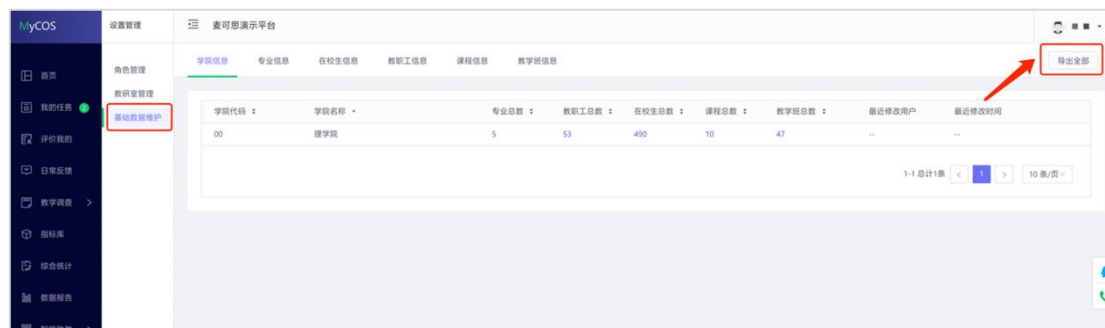 MyCOS
设置管理
麦可思演示平台
首页
我的任务 2
评价我的
日常反馈
教学调查
指标库
综合统计
数据报告
角色管理
教研室管理
基础数据维护
学院信息 专业信息 在校生信息 教职工信息 课程信息 教学班信息
导出全部
学院代码 学院名称 专业总数 教职工总数 在校生总数 课程总数 教学班总数 最近修改用户 最近修改时间
00 理学院 5 53 490 10 47 -- --
1-1 总计1条 < 1 > 10 条/页